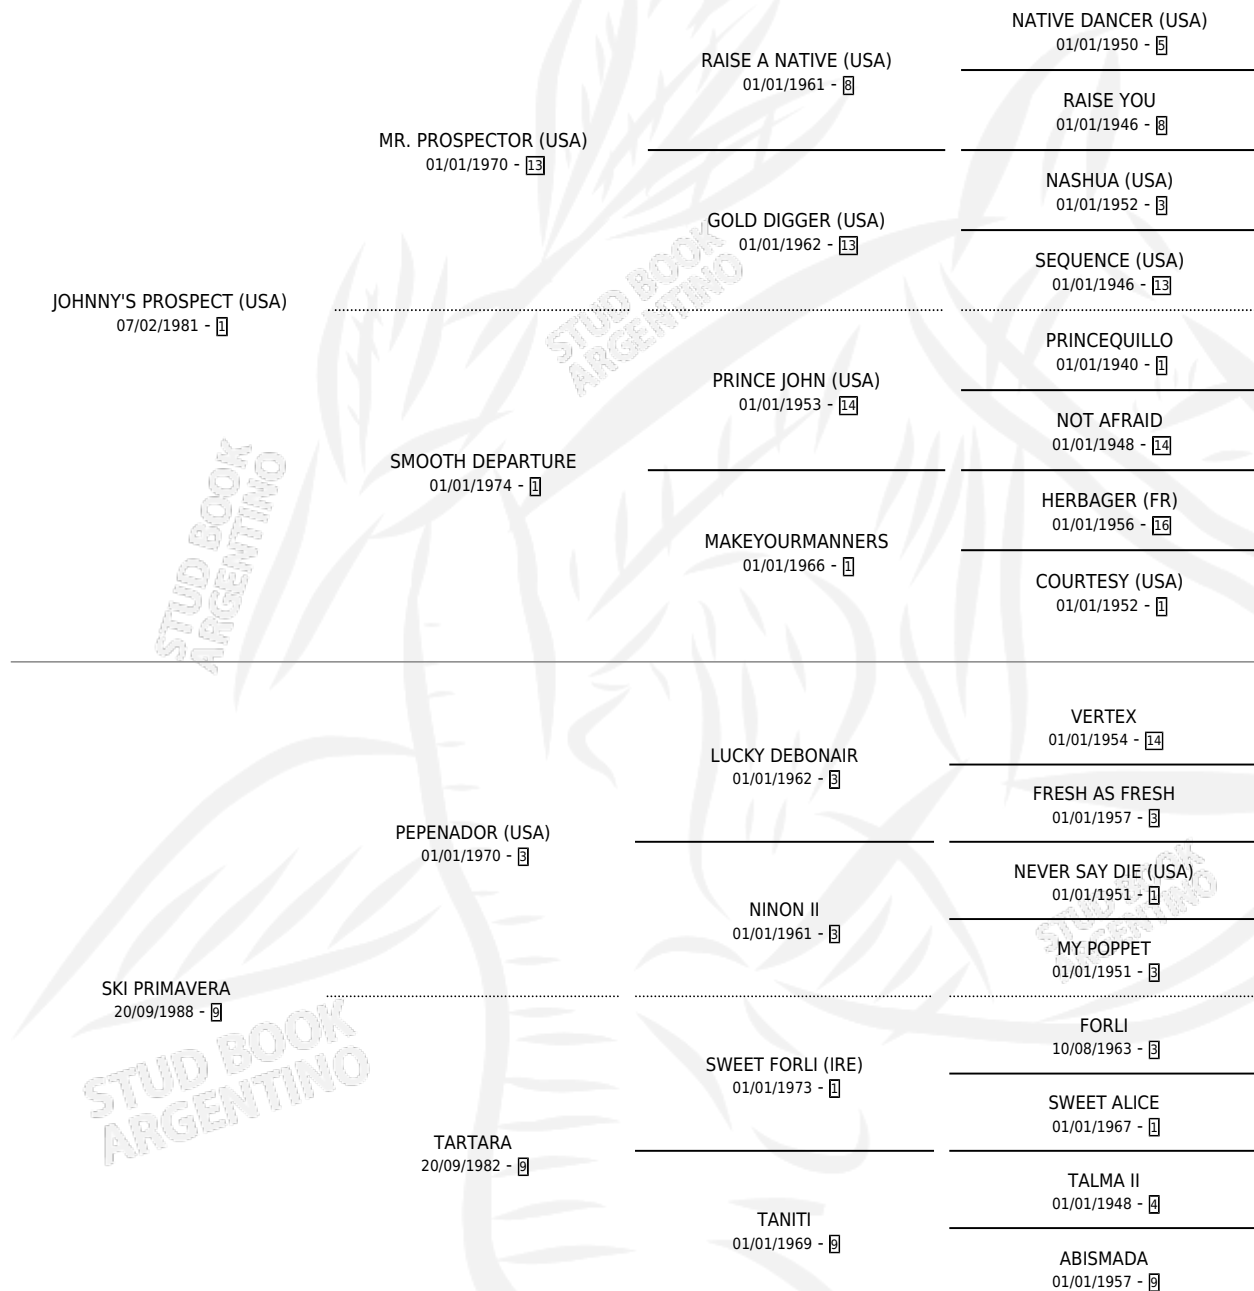 NATIVE DANCER (USA)
01/01/1950 - 5
RAISE A NATIVE (USA)
01/01/1961 - 8
RAISE YOU
01/01/1946 - 8
MR. PROSPECTOR (USA)
01/01/1970 - 13
NASHUA (USA)
01/01/1952 - 3
GOLD DIGGER (USA)
01/01/1962 - 13
SEQUENCE (USA)
01/01/1946 - 13
JOHNNY'S PROSPECT (USA)
07/02/1981 - 1
STUD BOOK
ARGENTINO
PRINCEQUILLO
01/01/1940 - 1
PRINCE JOHN (USA)
01/01/1953 - 14
NOT AFRAID
01/01/1948 - 14
SMOOTH DEPARTURE
01/01/1974 - 1
HERBAGER (FR)
01/01/1956 - 16
MAKEYOURMANNERS
01/01/1966 - 1
COURTESY (USA)
01/01/1952 - 1
STUD BOOK
ARGENTINO
VERTEX
01/01/1954 - 14
LUCKY DEBONAIR
01/01/1962 - 3
FRESH AS FRESH
01/01/1957 - 3
PEPENADOR (USA)
01/01/1970 - 3
NEVER SAY DIE (USA)
01/01/1951 - 1
NINON II
01/01/1961 - 3
MY POPPET
01/01/1951 - 3
STUD BOOK
ARGENTINO
SKI PRIMAVERA
20/09/1988 - 9
FORLI
10/08/1963 - 3
SWEET FORLI (IRE)
01/01/1973 - 1
SWEET ALICE
01/01/1967 - 1
STUD BOOK
ARGENTINO
TARTARA
20/09/1982 - 9
TALMA II
01/01/1948 - 4
TANITI
01/01/1969 - 9
ABISMADA
01/01/1957 - 9